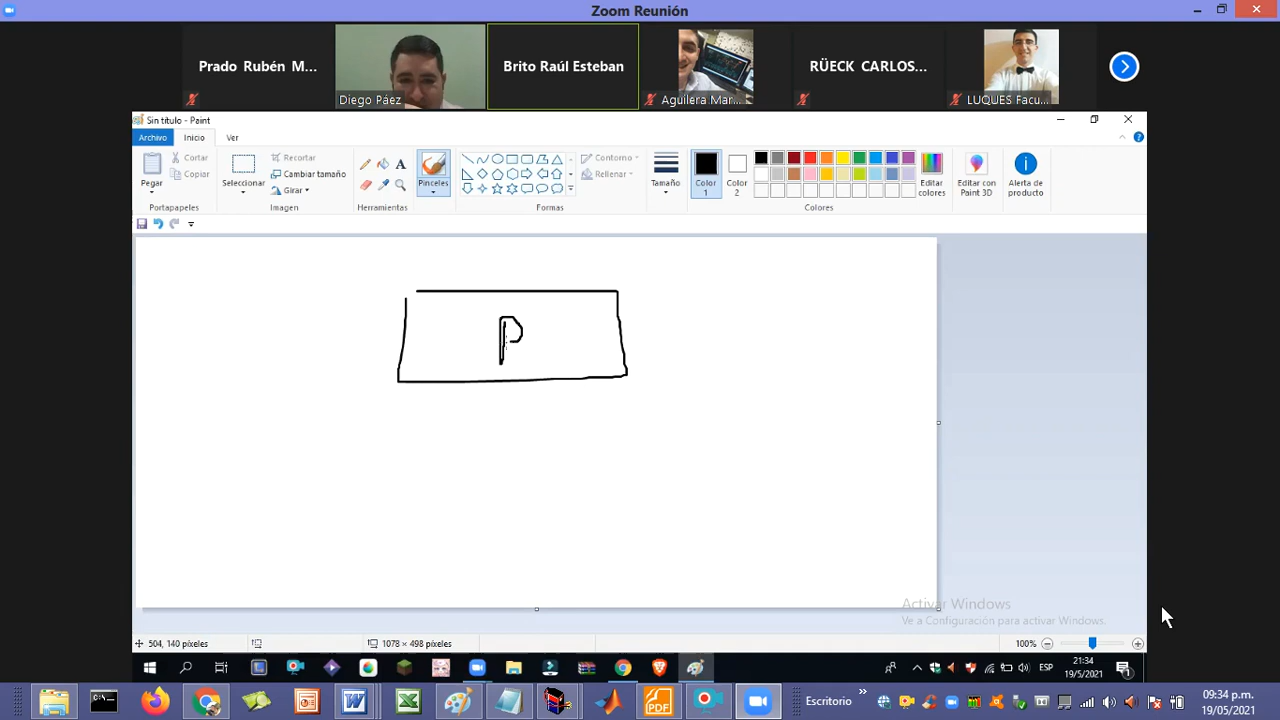 Zoom Reunión
Prado Rubén M...
Diego Páez
Brito Raúl Esteban
Aguilera Mar...
RÜECK CARLOS...
LUQUES Facu...
Sin título - Paint
Archivo
Inicio
Ver
Pegar
Cortar
Copiar
Portapapeles
Seleccionar
Recortar
Cambiar tamaño
Girar
Imagen
A
Herramientas
Pinceles
Contorno
Rellenar
Formas
Tamaño
Color 1
Color 2
Editar colores
Colores
Editar con Paint 3D
Alerta de producto
P
Activar Windows
Ve a Configuración para activar Windows.
504, 140 píxeles
1078 × 498 píxeles
100%
ESP
21:34
19/5/2021
1
PDF
Escritorio
09:34 p.m.
19/05/2021